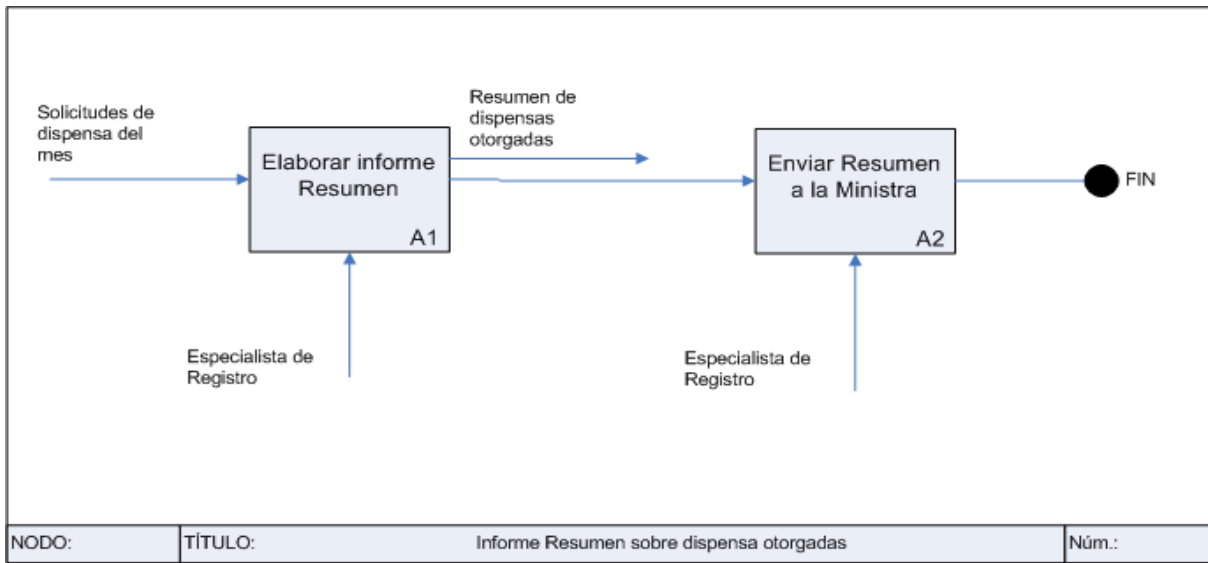 Solicitudes de
dispensa del
mes
Elaborar informe
Resumen
A1
Resumen de
dispensas
otorgadas
Enviar Resumen
a la Ministra
A2
FIN
Especialista de
Registro
Especialista de
Registro
NODO:
TÍTULO:
Informe Resumen sobre dispensa otorgadas
Núm.: